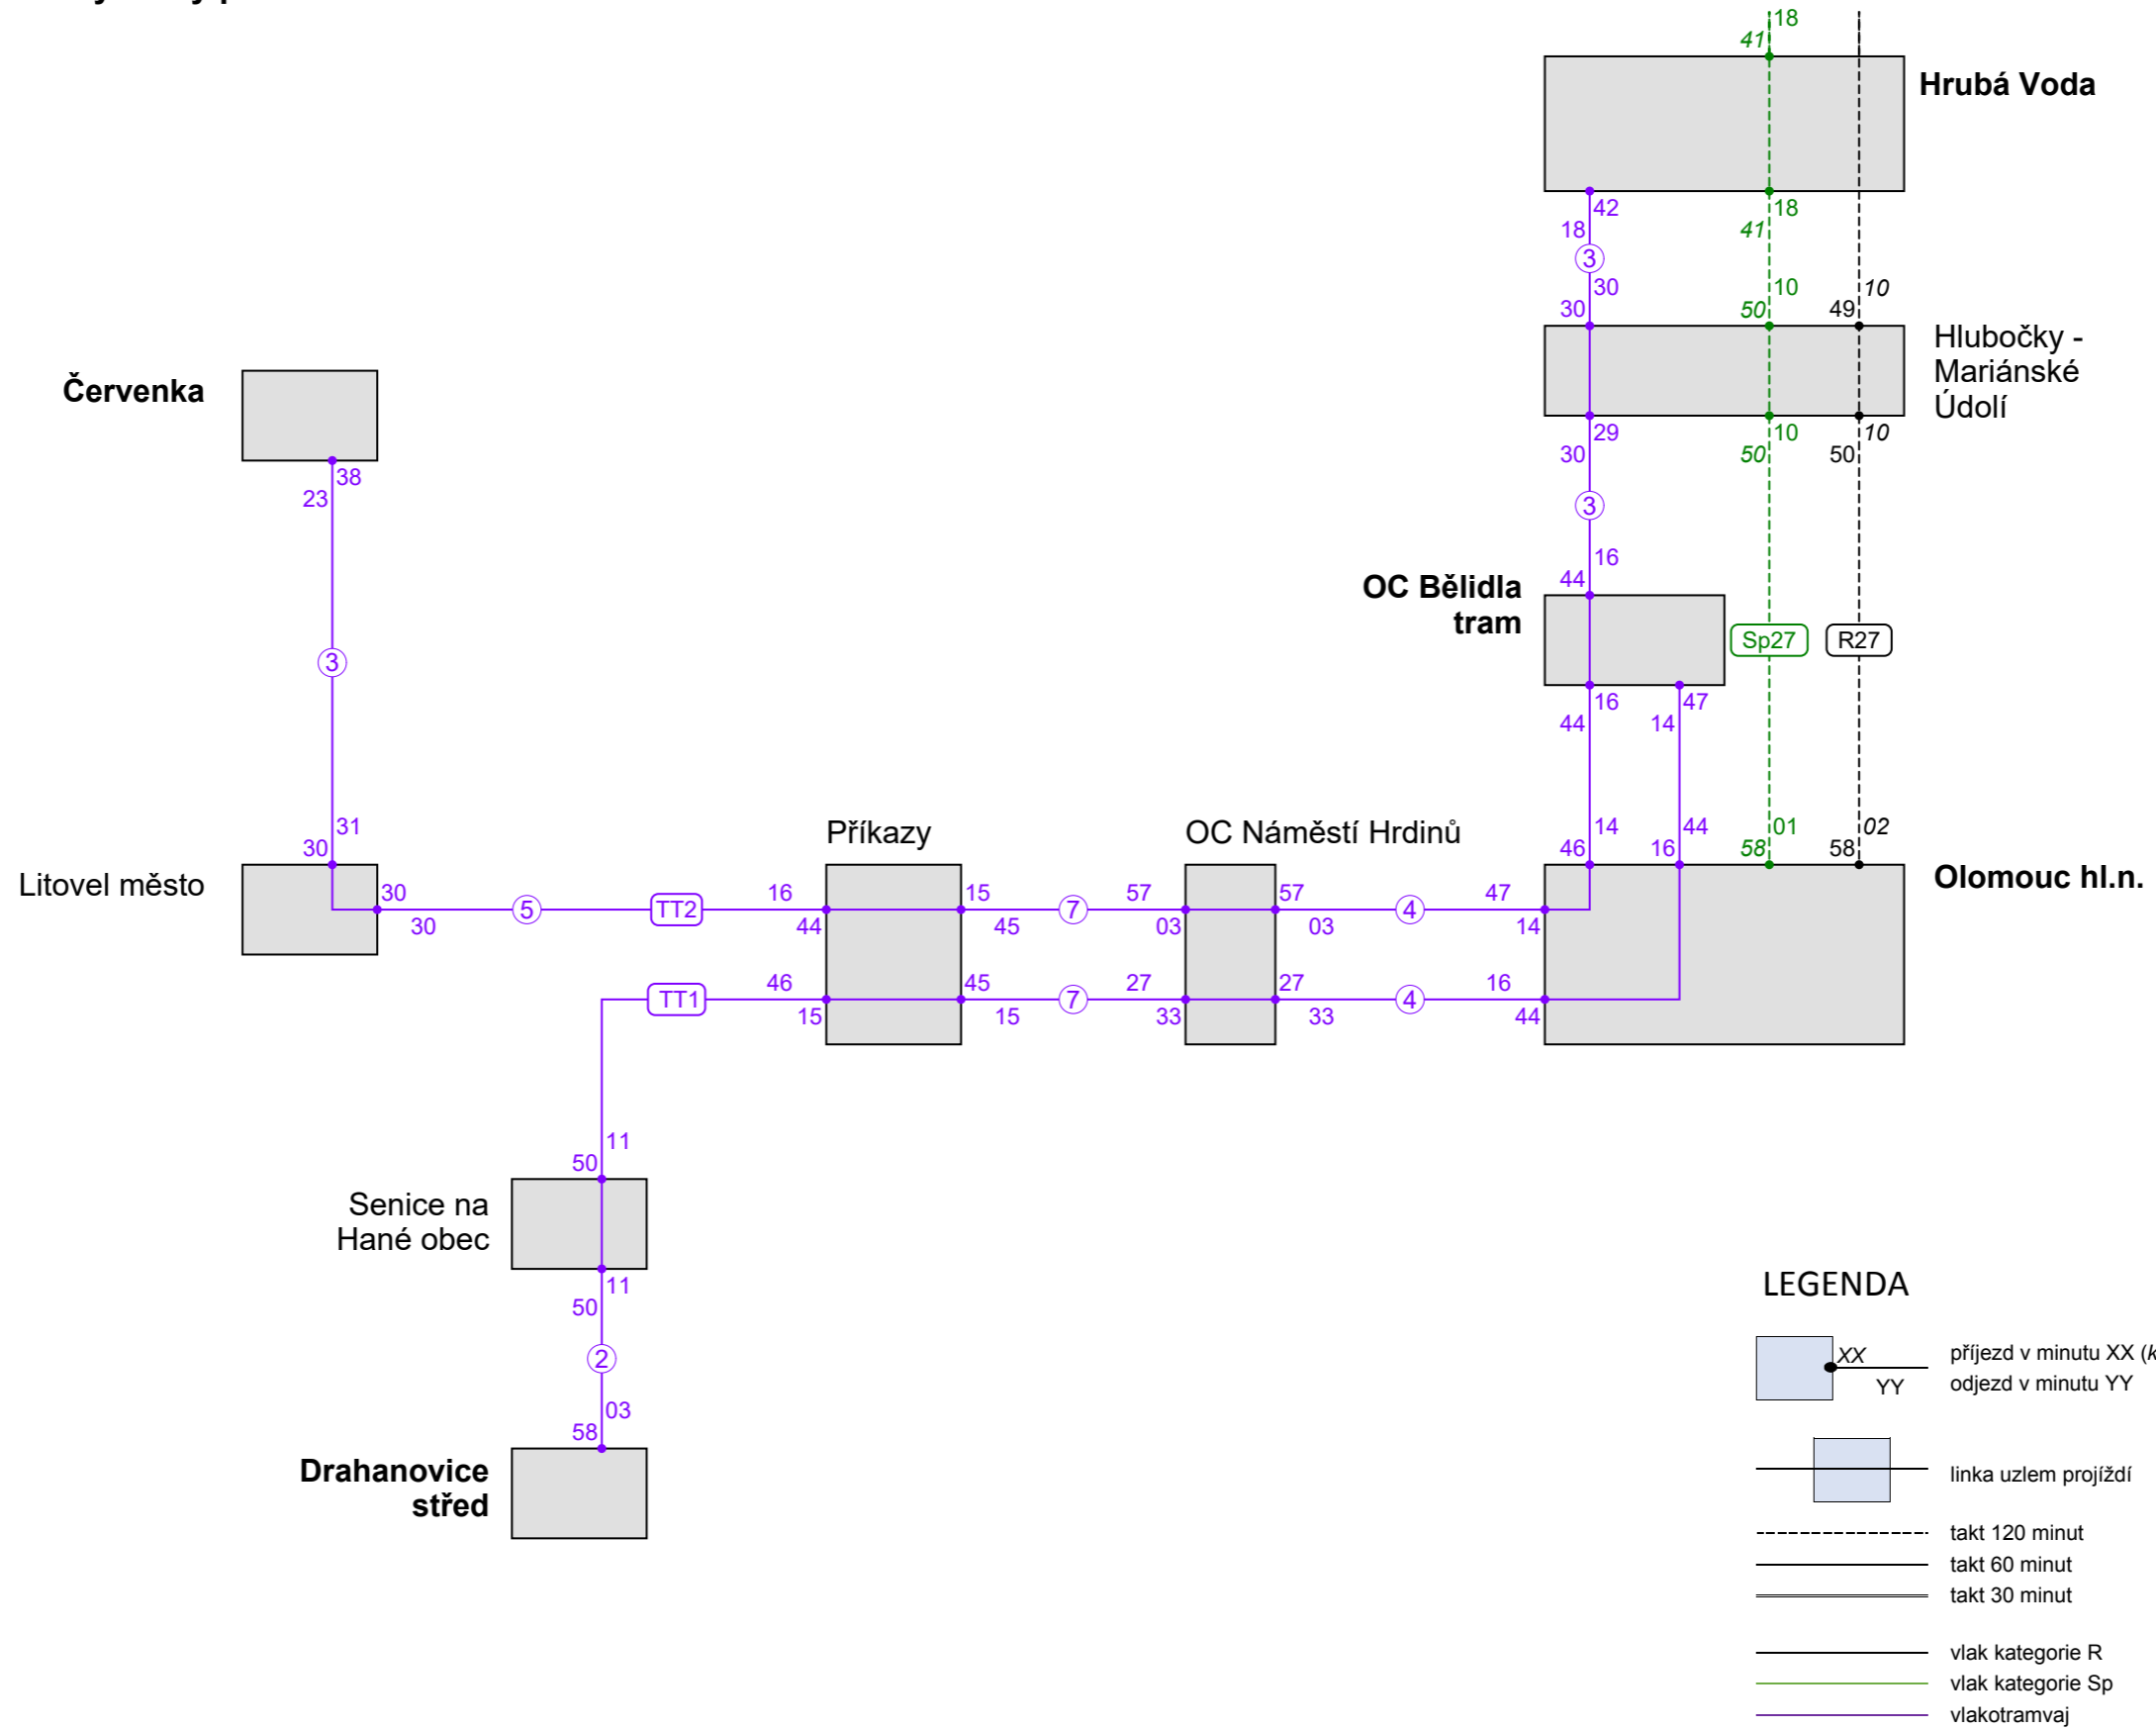 18
41
Hrubá Voda
42
18
18
41
3
30
30
10
50
10
49
Hlubočky -
Mariánské
Údolí
29
30
10
50
10
50
3
16
44
OC Bělidla
tram
Sp27
R27
16
44
47
14
14
46
44
16
01
58
02
58
Olomouc hl.n.
Červenka
38
23
3
31
30
Litovel město
30
30
5
TT2
16
44
Příkazy
15
45
7
57
03
OC Náměstí Hrdinů
57
03
4
47
14
TT1
46
15
45
15
7
27
33
27
33
4
16
44
11
50
Senice na
Hané obec
11
50
2
03
58
Drahanovice
střed
LEGENDA
XX
YY
příjezd v minutu XX (
odjezd v minutu YY
linka uzlem projíždí
takt 120 minut
takt 60 minut
takt 30 minut
vlak kategorie R
vlak kategorie Sp
vlakotramvaj